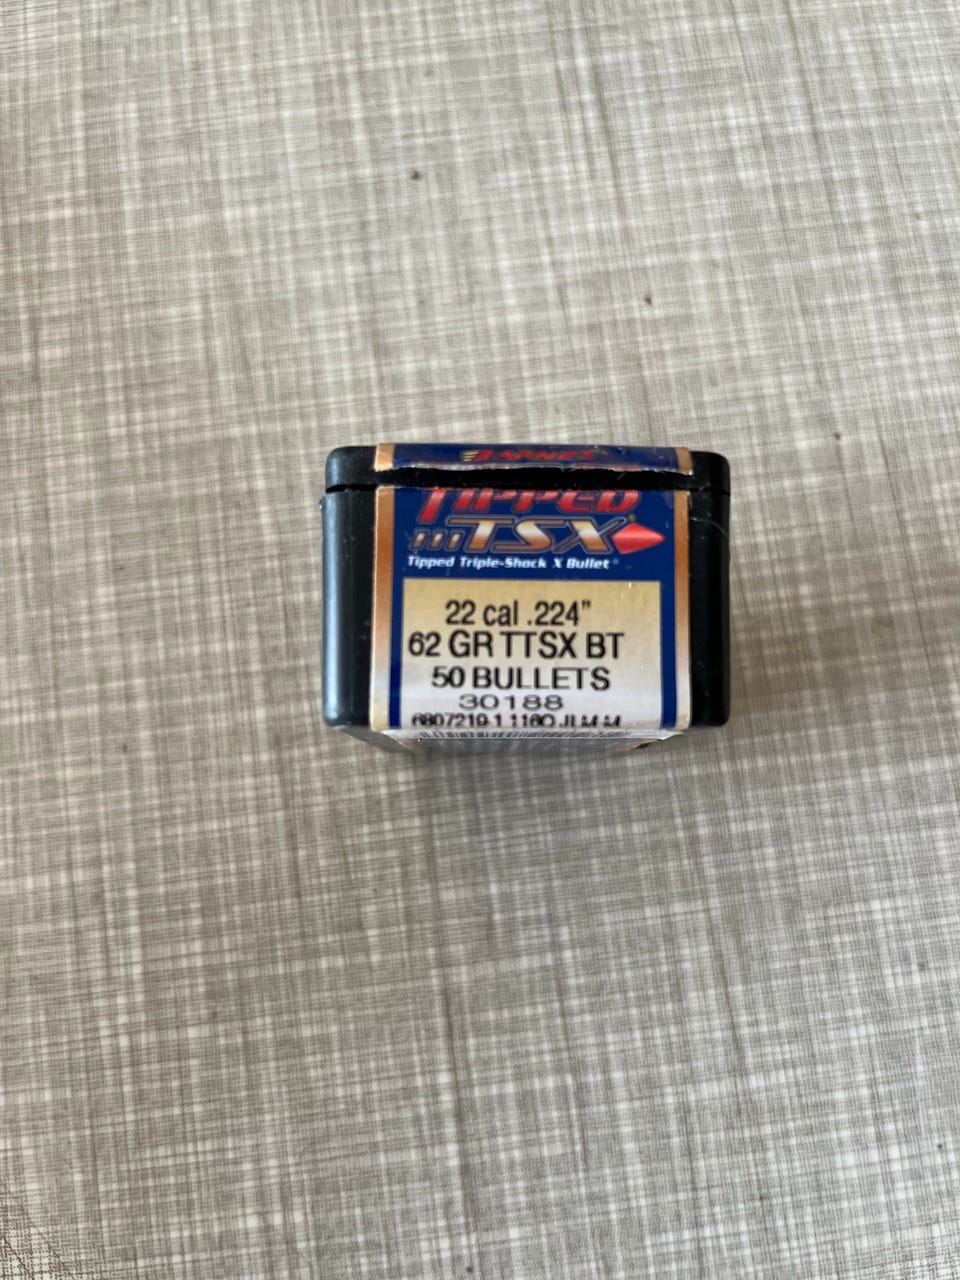 BARNES
TIPPED
TSX
Tipped Triple-Shock X Bullet®
22 cal .224"
62 GR TTSX BT
50 BULLETS
30188